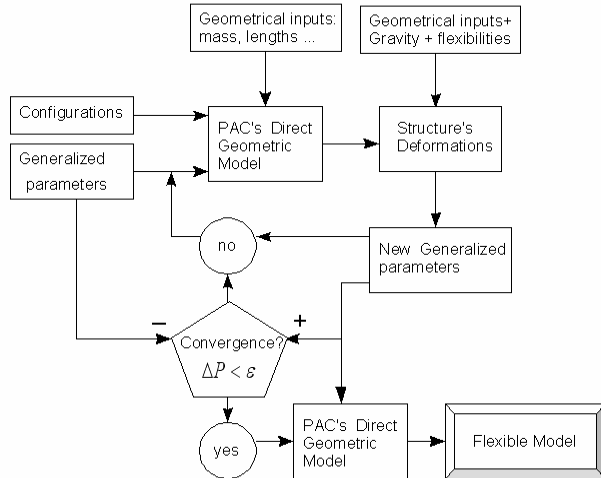 Geometrical inputs:
mass, lengths ...
Geometrical inputs+
Gravity + flexibilities
Configurations
PAC's Direct
Geometric
Model
Structure's
Deformations
Generalized
parameters
no
New Generalized
parameters
−
+
Convergence?
ΔP < ε
yes
PAC's Direct
Geometric
Model
Flexible Model